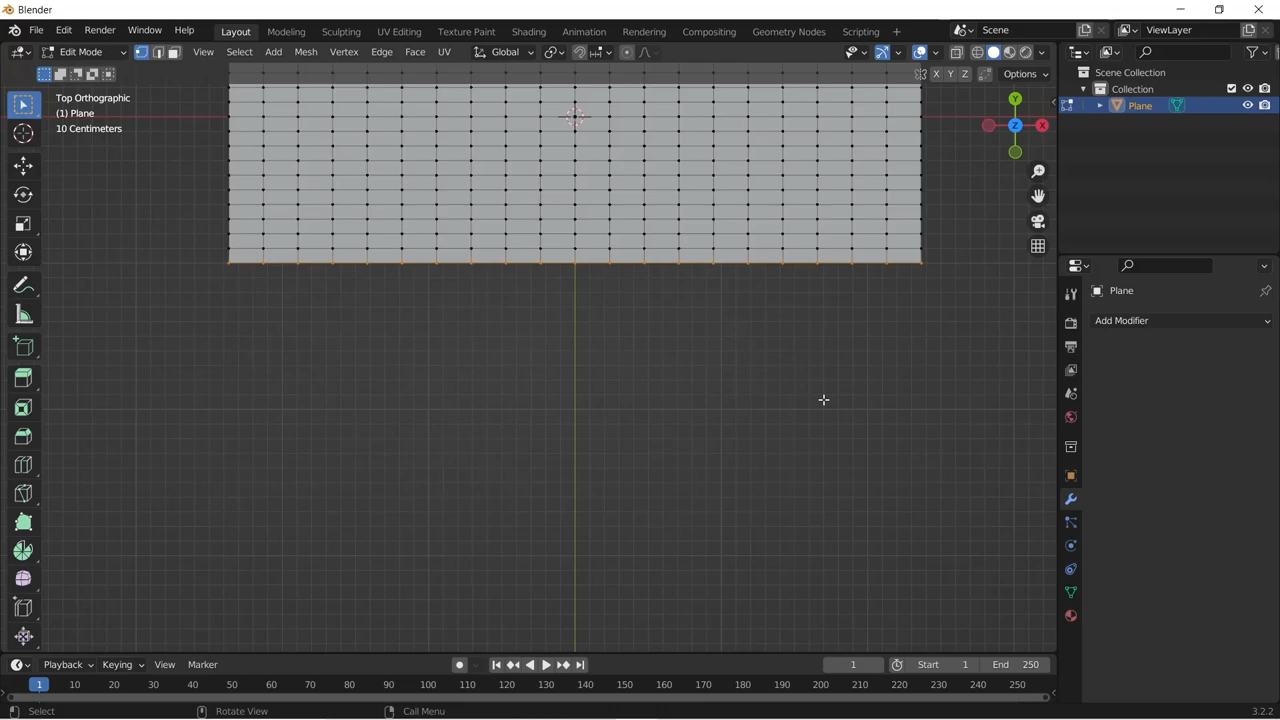 Blender
File Edit Render Window Help
Layout Modeling Sculpting UV Editing Texture Paint Shading Animation Rendering Compositing Geometry Nodes Scripting +
Scene
ViewLayer
Edit Mode
View Select Add Mesh Vertex Edge Face UV
Global
X Y Z
Options
Top Orthographic
(1) Plane
10 Centimeters
Y
Z
X
Scene Collection
Collection
Plane
Plane
Add Modifier
Playback Keying View Marker
1
Start 1
End 250
1 10 20 30 40 50 60 70 80 90 100 110 120 130 140 150 160 170 180 190 200 210 220 230 240 250
Select
Rotate View
Call Menu
3.2.2